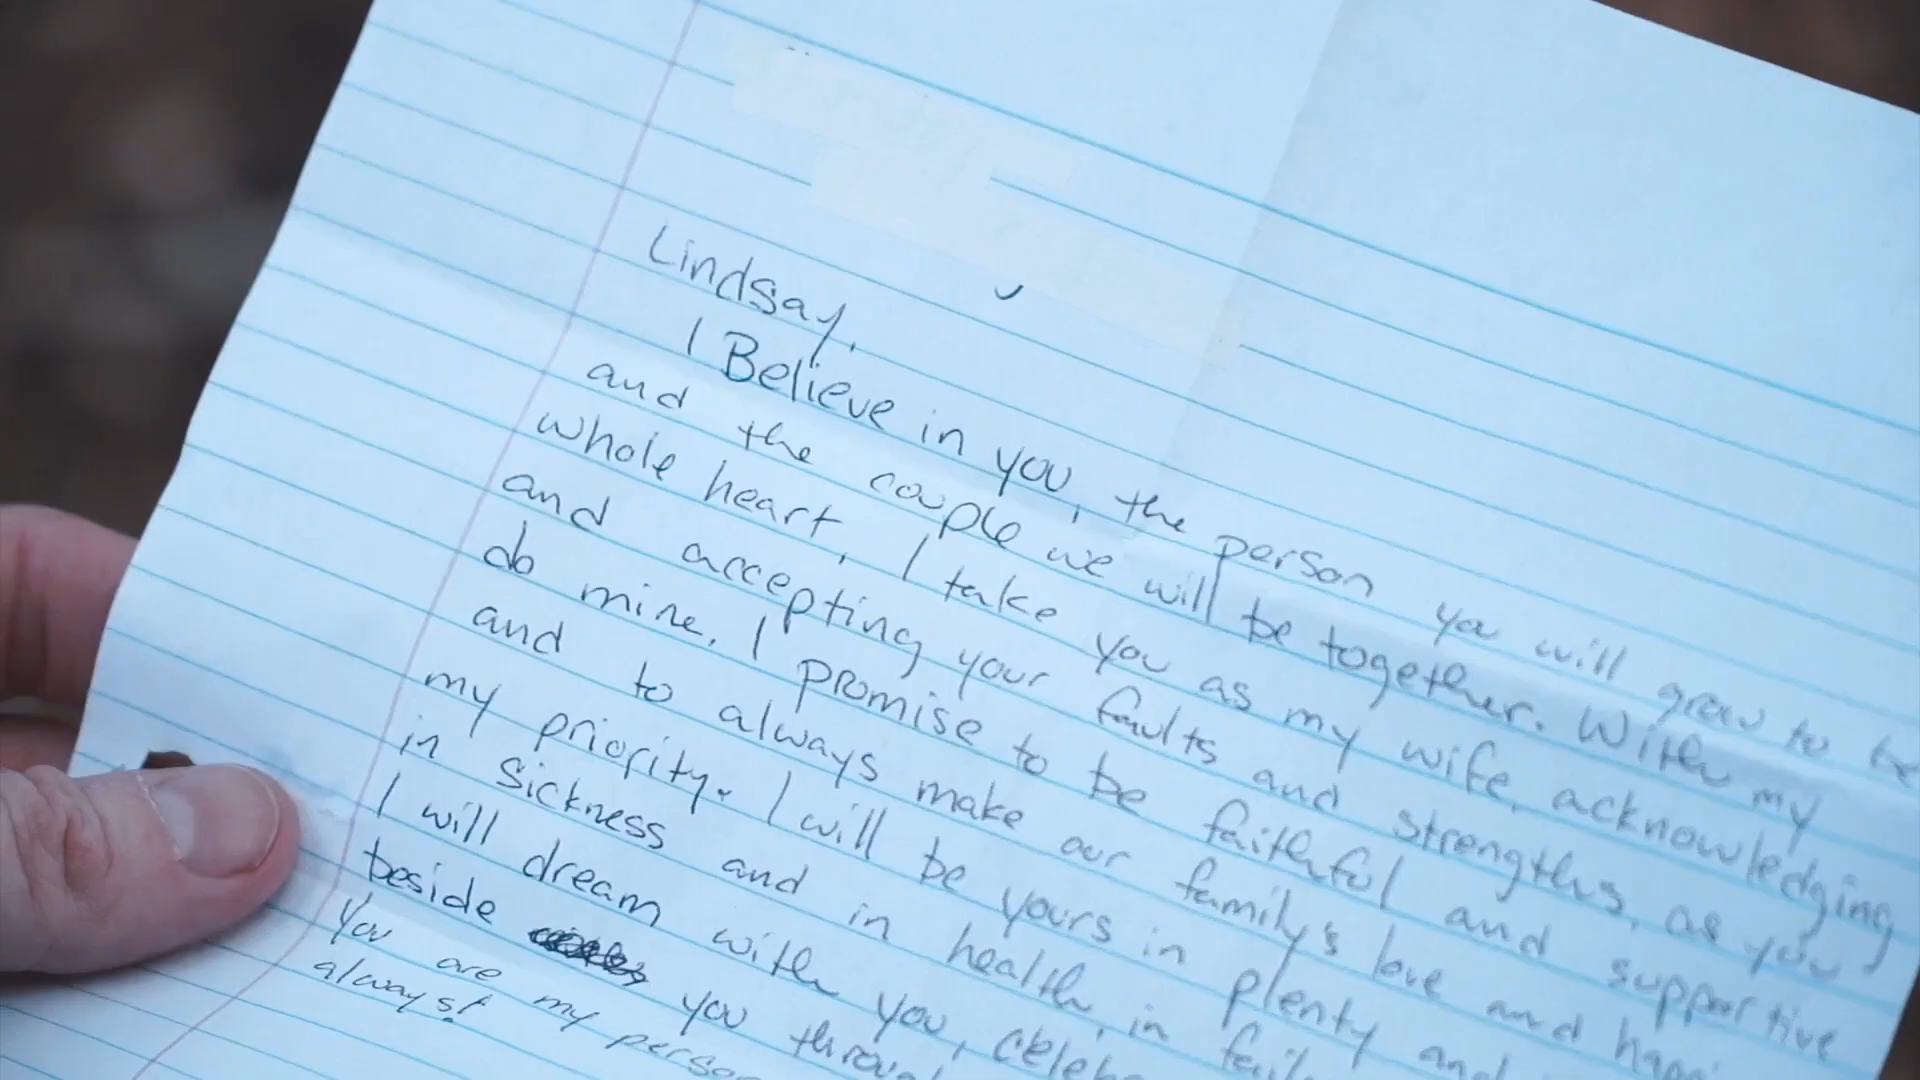 Lindsay,
I Believe in you, the person you will grow to be
and the couple we will be together. With my
whole heart, I take you as my wife, acknowledging
and accepting your faults and strengths, as you
do mine. I promise to be faithful and supportive
and to always make our family's love and
my priority. I will be yours in plenty and
in sickness and in health, in
I will dream with you,
beside you
You are my
always!